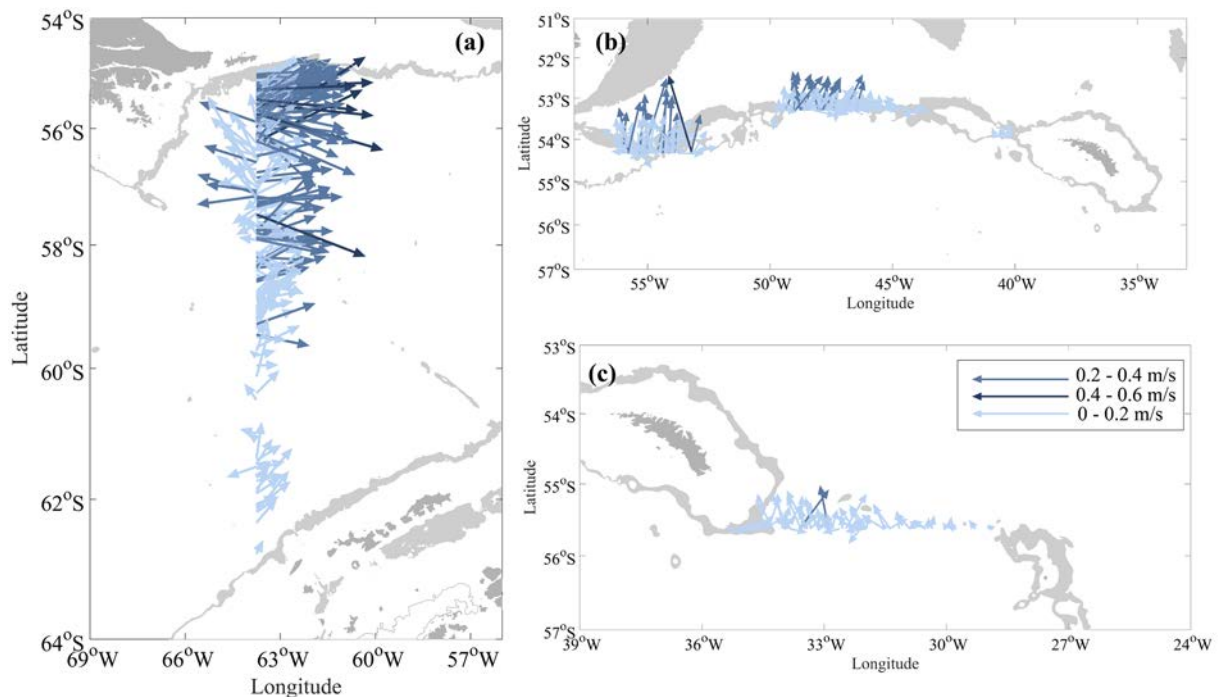 (a)
54°S
56°S
58°S
60°S
62°S
64°S
Latitude
69°W 66°W 63°W 60°W 57°W
Longitude
(b)
51°S
52°S
53°S
54°S
55°S
56°S
57°S
Latitude
55°W 50°W 45°W 40°W 35°W
Longitude
(c)
53°S
54°S
55°S
56°S
57°S
Latitude
39°W 36°W 33°W 30°W 27°W 24°W
Longitude
0.2 - 0.4 m/s
0.4 - 0.6 m/s
0 - 0.2 m/s